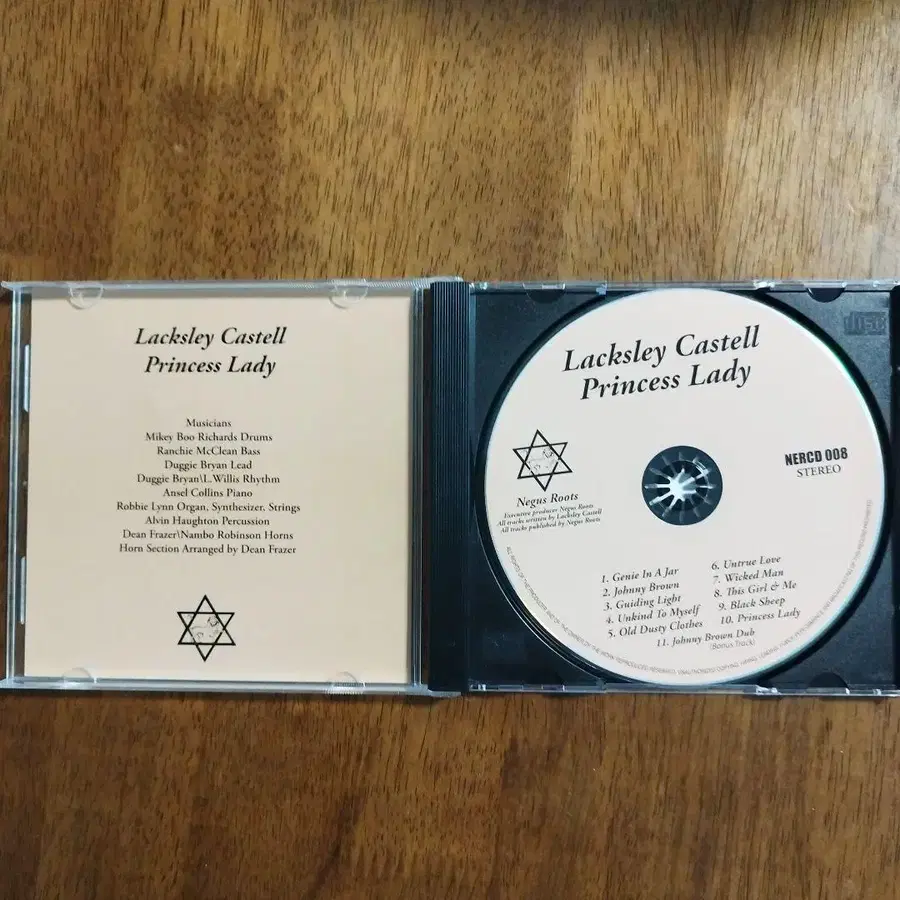 Lacksley Castell
Princess Lady
Musicians
Mikey Boo Richards Drums
Ranchie McClean Bass
Duggie Bryan Lead
Duggie Bryan\L.Willis Rhythm
Ansel Collins Piano
Robbie Lynn Organ, Synthesizer. Strings
Alvin Haughton Percussion
Dean Frazer\Nambo Robinson Horns
Horn Section Arranged by Dean Frazer
Lacksley Castell
Princess Lady
Negus Roots
Executive producer Negus Roots
All tracks written by Lacksley Castell
All tracks published by Negus Roots
NERCD 008
STEREO
1. Genie In A Jar
2. Johnny Brown
3. Guiding Light
4. Unkind To Myself
5. Old Dusty Clothes
6. Untrue Love
7. Wicked Man
8. This Girl & Me
9. Black Sheep
10. Princess Lady
11. Johnny Brown Dub
(Bonus Track)
disc